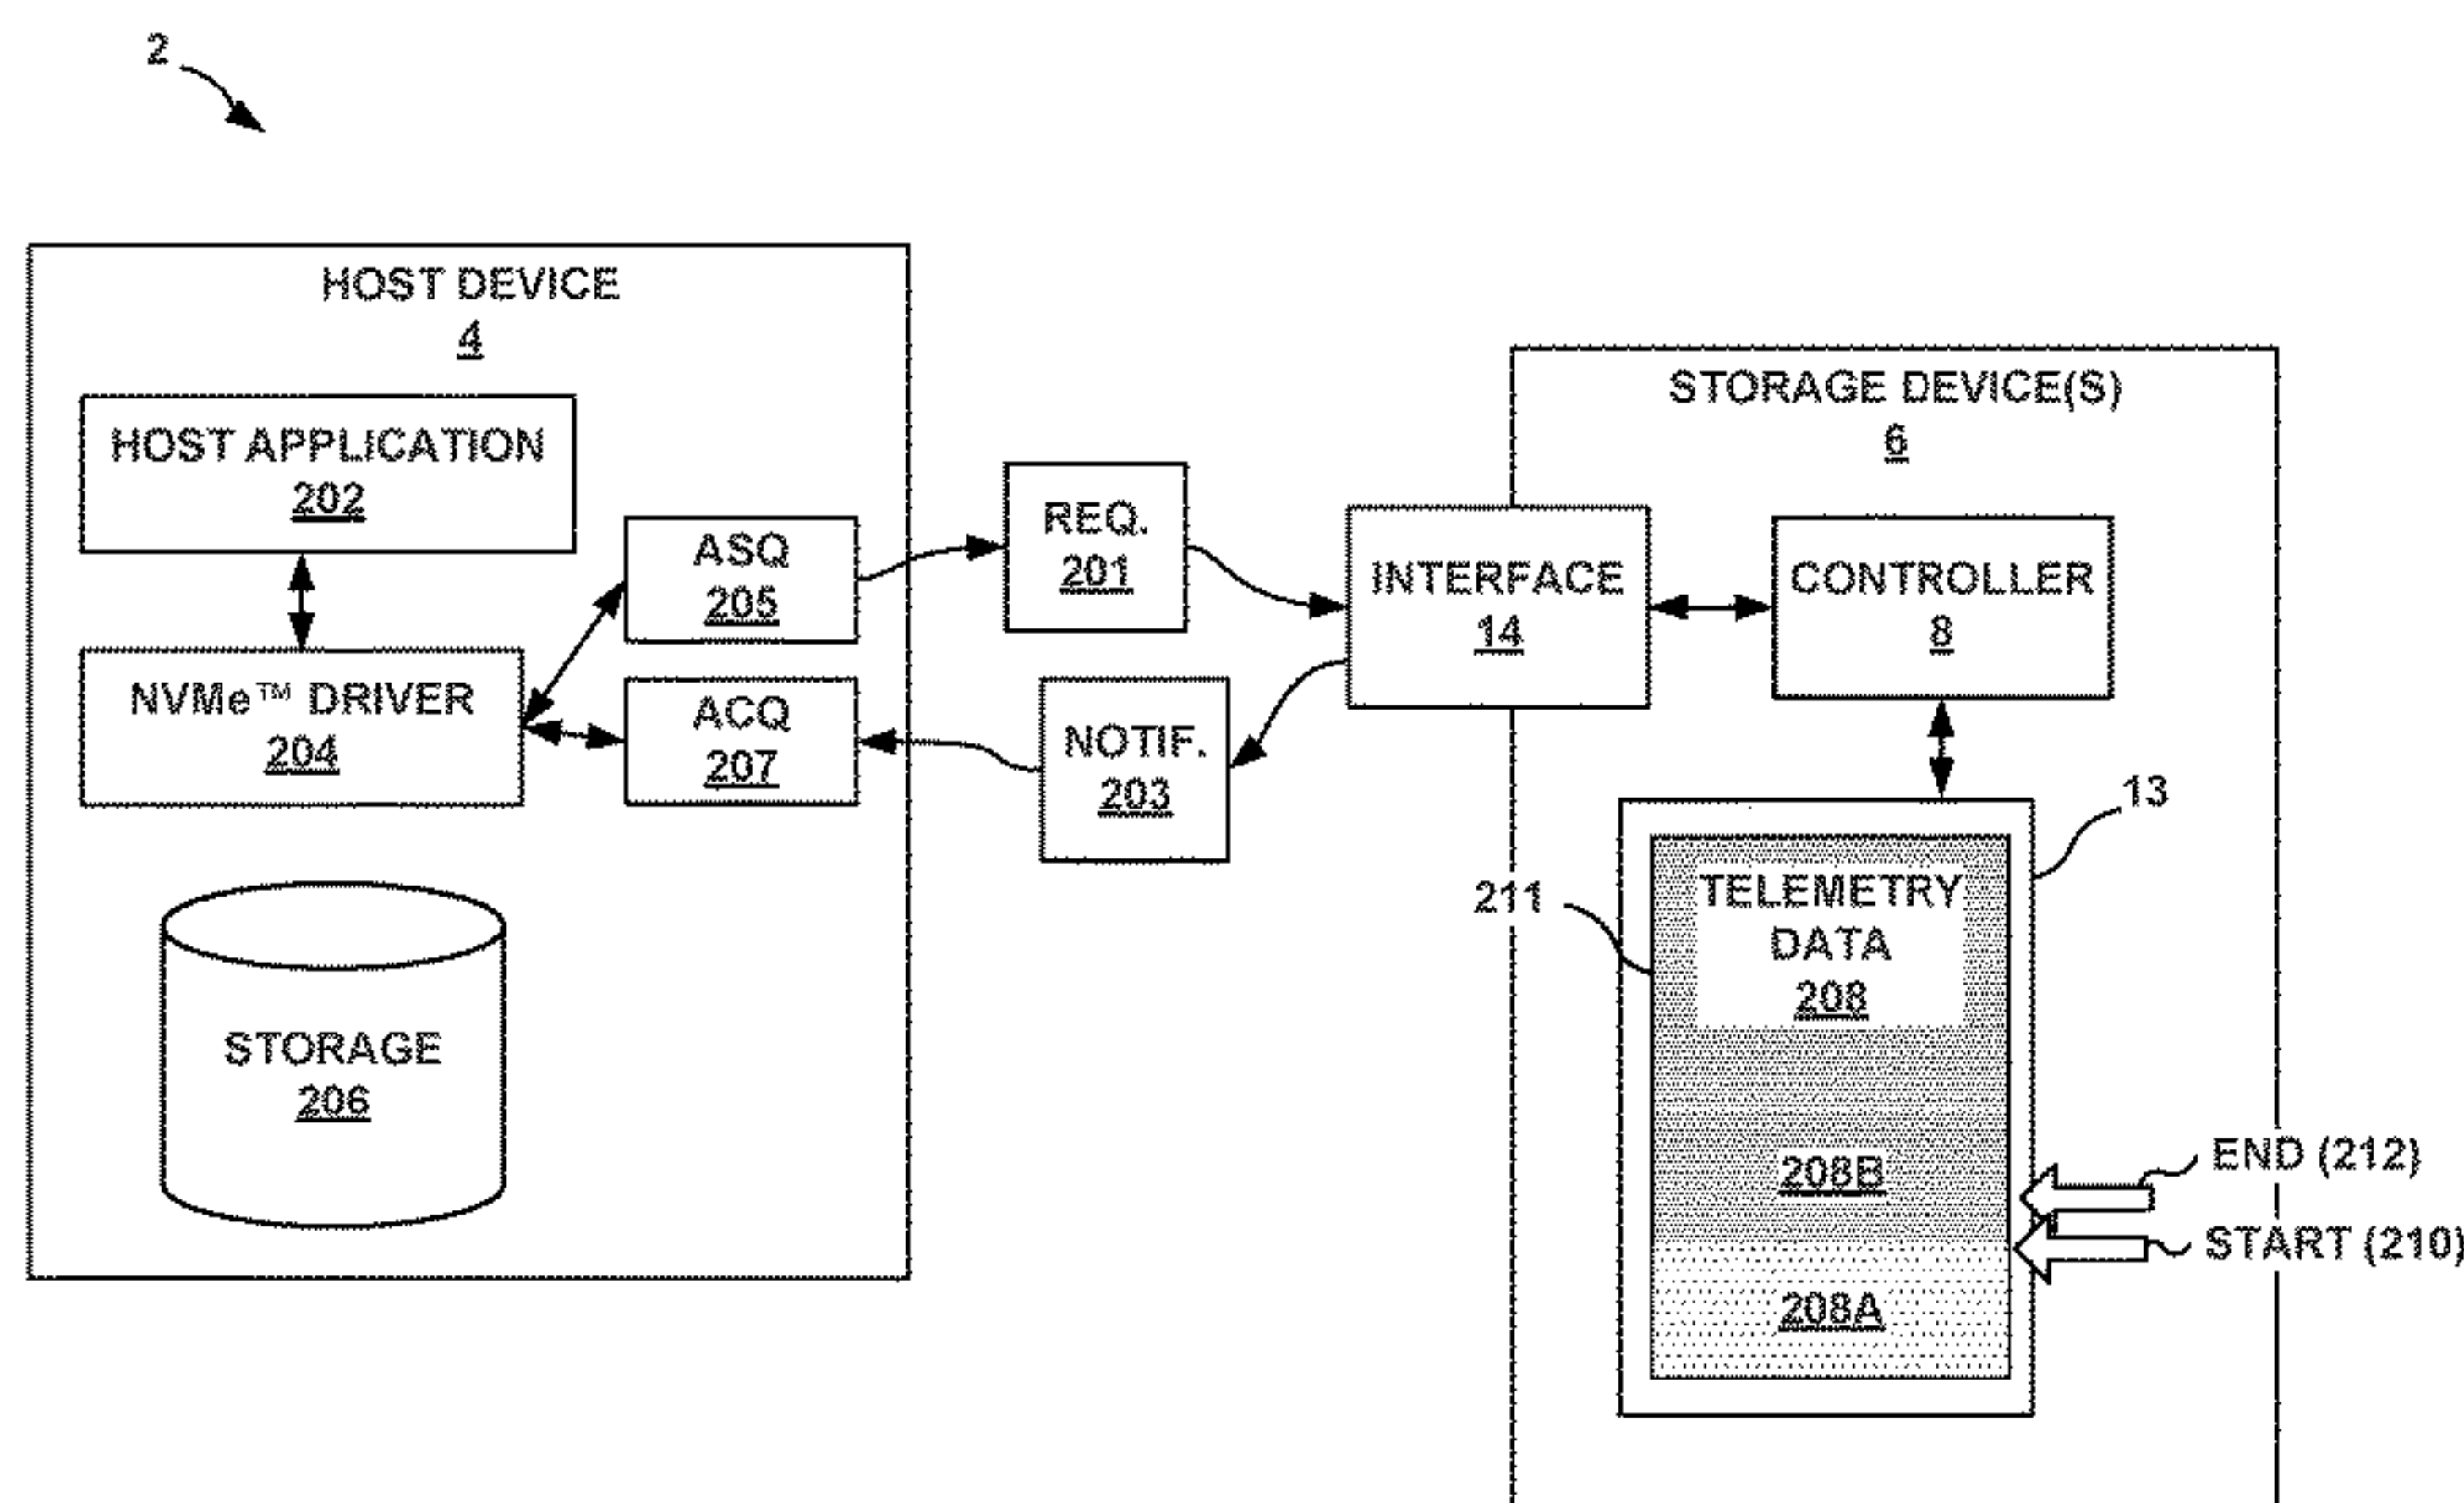 2
HOST DEVICE
4
HOST APPLICATION
202
NVMe™ DRIVER
204
ASQ
205
ACQ
207
STORAGE
206
REQ.
201
NOTIF.
203
STORAGE DEVICE(S)
6
INTERFACE
14
CONTROLLER
8
13
211
TELEMETRY
DATA
208
208B
208A
END (212)
START (210)